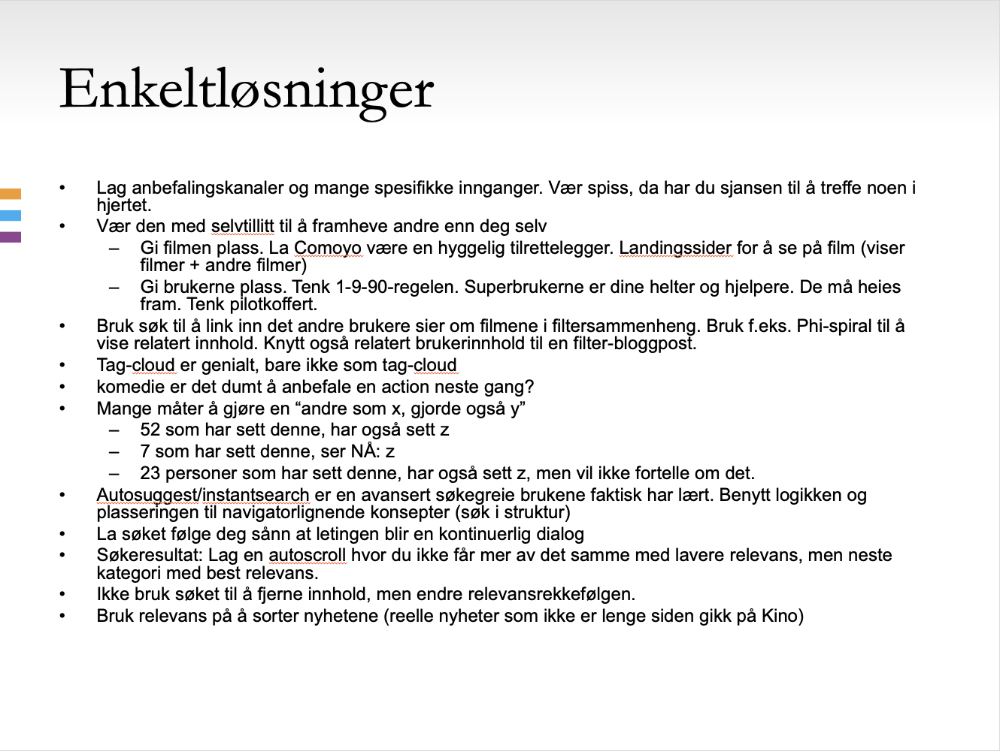 Enkeltløsninger
• Lag anbefalingskanaler og mange spesifikke innganger. Vær spiss, da har du sjansen til å treffe noen i
hjertet.
• Vær den med selvtillitt til å framheve andre enn deg selv
– Gi filmen plass. La Comoyo være en hyggelig tilrettelegger. Landingssider for å se på film (viser
filmer + andre filmer)
– Gi brukerne plass. Tenk 1-9-90-regelen. Superbrukerne er dine helter og hjelpere. De må heies
fram. Tenk pilotkoffert.
• Bruk søk til å link inn det andre brukere sier om filmene i filtersammenheng. Bruk f.eks. Phi-spiral til å
vise relatert innhold. Knytt også relatert brukerinnhold til en filter-bloggpost.
• Tag-cloud er genialt, bare ikke som tag-cloud
• komedie er det dumt å anbefale en action neste gang?
• Mange måter å gjøre en “andre som x, gjorde også y”
– 52 som har sett denne, har også sett z
– 7 som har sett denne, ser NÅ: z
– 23 personer som har sett denne, har også sett z, men vil ikke fortelle om det.
• Autosuggest/instantsearch er en avansert søkegreie brukene faktisk har lært. Benytt logikken og
plasseringen til navigatorlignende konsepter (søk i struktur)
• La søket følge deg sånn at letingen blir en kontinuerlig dialog
• Søkeresultat: Lag en autoscroll hvor du ikke får mer av det samme med lavere relevans, men neste
kategori med best relevans.
• Ikke bruk søket til å fjerne innhold, men endre relevansrekkefølgen.
• Bruk relevans på å sorter nyhetene (reelle nyheter som ikke er lenge siden gikk på Kino)